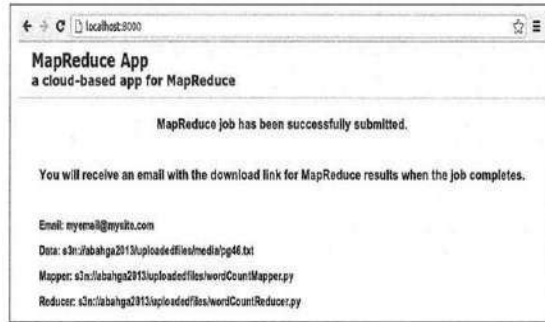 localhost:8000
MapReduce App
a cloud-based app for MapReduce
MapReduce job has been successfully submitted.
You will receive an email with the download link for MapReduce results when the job completes.
Email: myemail@mysite.com
Data: s3n://abahga2013/uploadedfiles/media/pg46.txt
Mapper: s3n://abahga2013/uploadedfiles/wordCountMapper.py
Reducer: s3n://abahga2013/uploadedfiles/wordCountReducer.py